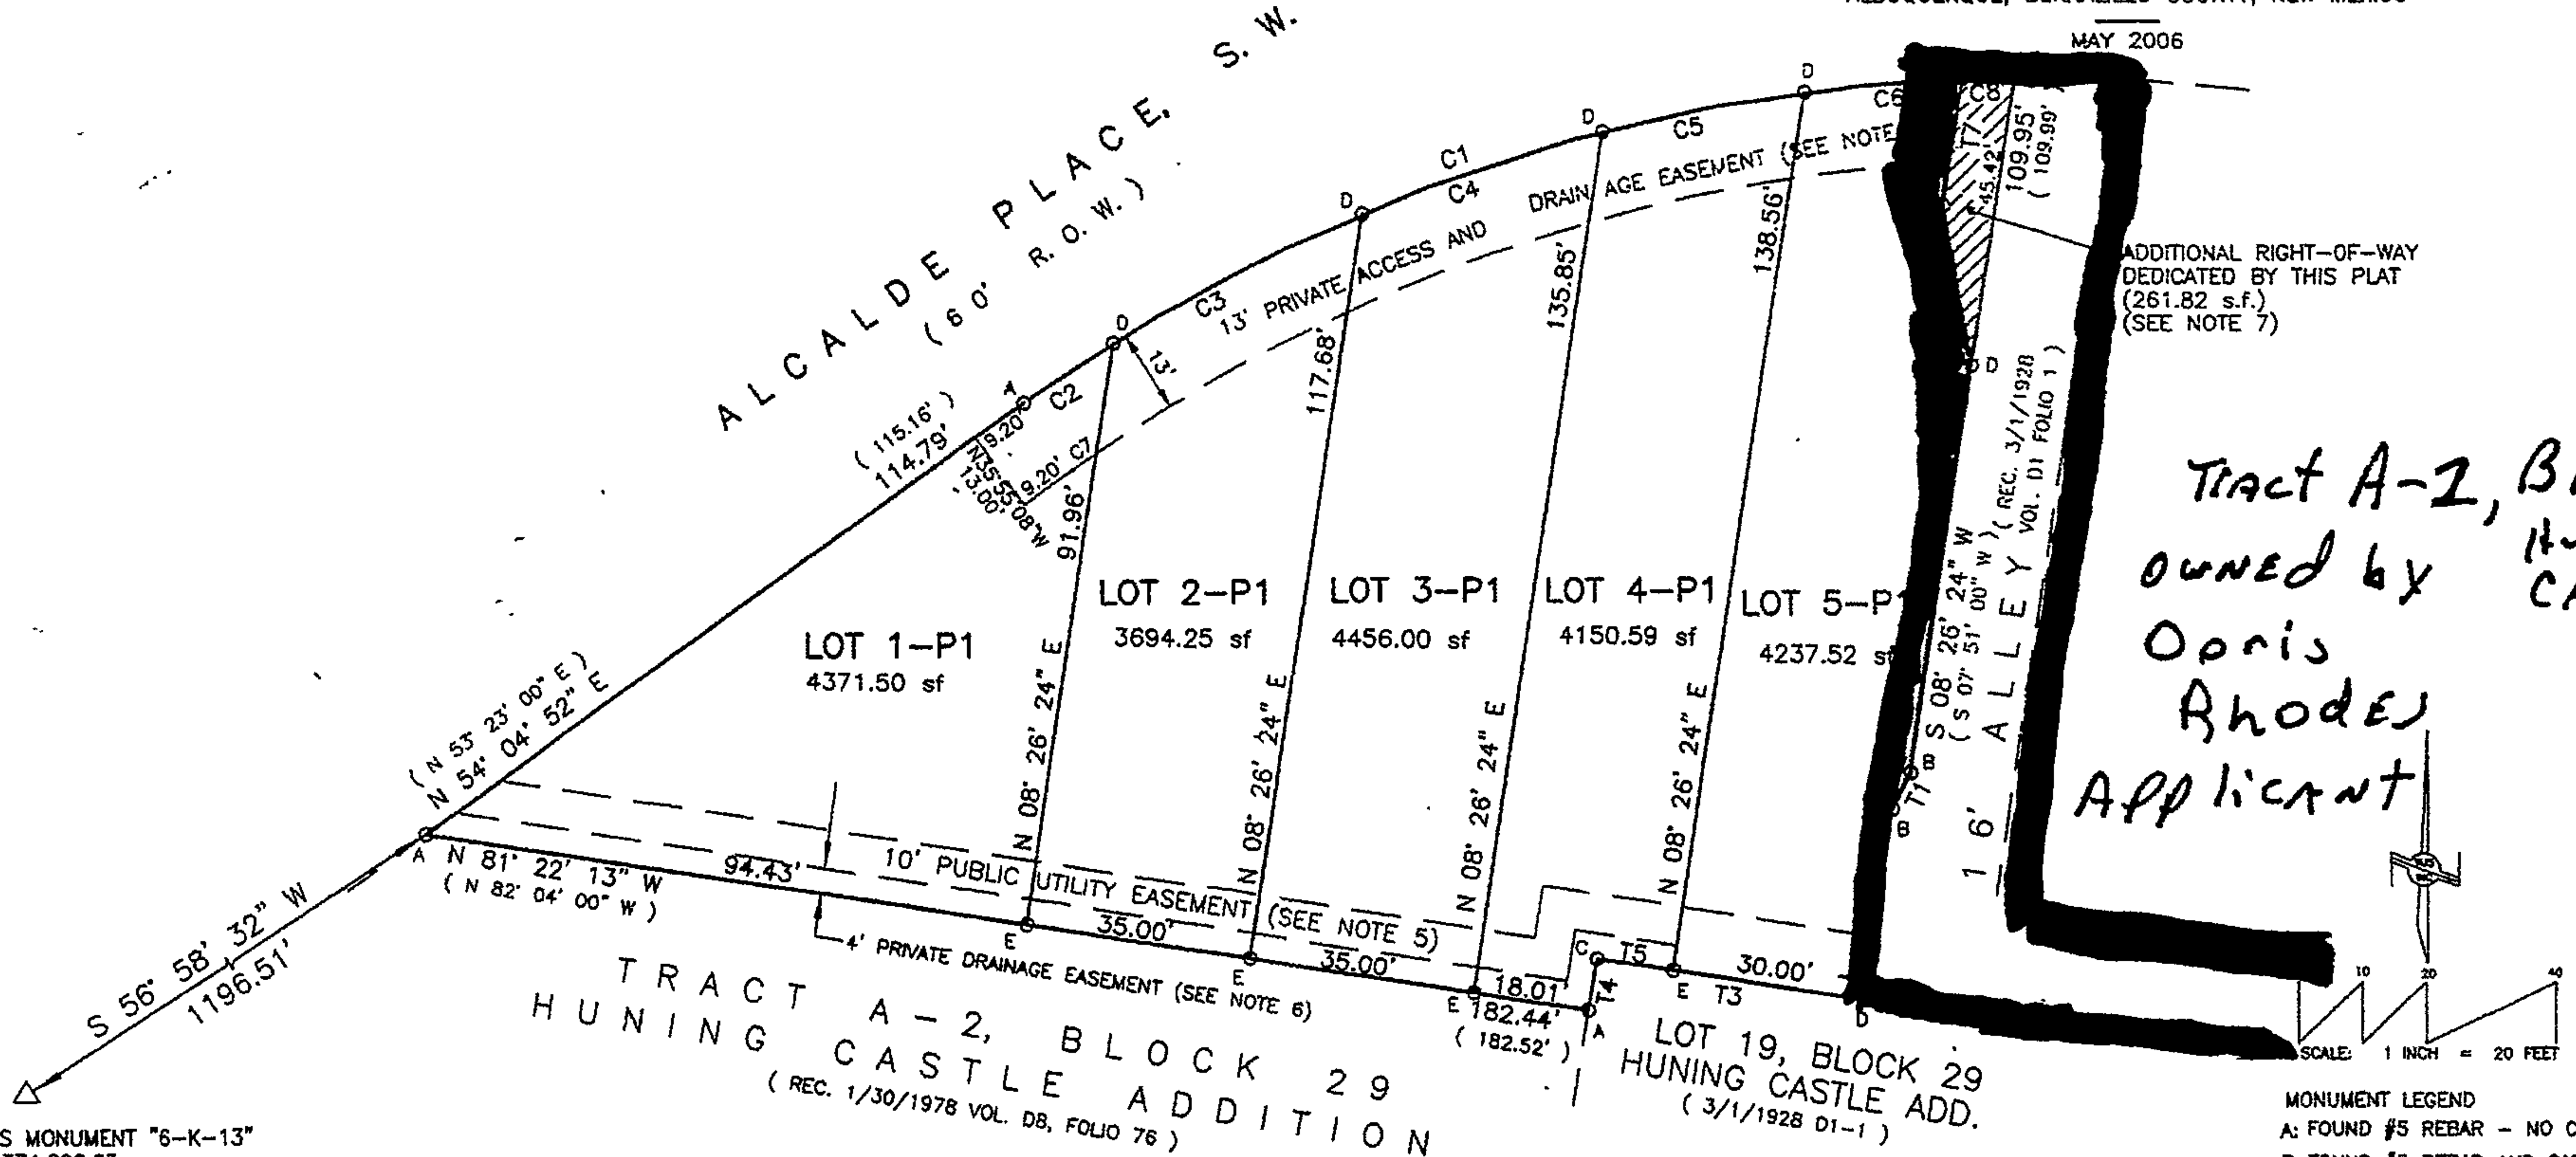 MAY 2006
ALCALDE PLACE, S. W.
( 60' R. O. W. )
D
D
D
D
C6
C8
C5
C1
C4
C3
C2
A
T7
45.42'
109.95'
( 109.99' )
13' PRIVATE ACCESS AND DRAINAGE EASEMENT (SEE NOTE
13'
ADDITIONAL RIGHT-OF-WAY
DEDICATED BY THIS PLAT
(261.82 s.f.)
(SEE NOTE 7)
D
( 115.16' )
114.79'
9.20'
9.20' C7
N35°55'08"W
13.00'
91.96'
117.68'
135.85'
138.56'
LOT 1-P1
4371.50 sf
LOT 2-P1
3694.25 sf
LOT 3-P1
4456.00 sf
LOT 4-P1
4150.59 sf
LOT 5-P1
4237.52 sf
N 08° 26' 24" E
N 08° 26' 24" E
N 08° 26' 24" E
N 08° 26' 24" E
S 08° 26' 24" W
( S 07° 51' 00" W )
16' ALLEY
( REC. 3/1/1928
VOL. D1 FOLIO 1 )
B
T1
B
Tract A-1,
owned by
Doris
Rhodes
Applicant
( N 53° 23' 00" E )
N 54° 04' 52" E
A
N 81° 22' 13" W
( N 82° 04' 00" W )
94.43'
10' PUBLIC UTILITY EASEMENT (SEE NOTE 5)
35.00'
35.00'
18.01'
C
T5
T4
30.00'
E
E
E
E
T3
D
A
4' PRIVATE DRAINAGE EASEMENT (SEE NOTE 6)
182.44'
( 182.52' )
S 56° 58' 32" W
1196.51'
TRACT A-2, BLOCK 29
HUNING CASTLE ADDITION
( REC. 1/30/1978 VOL. D8, FOLIO 76 )
LOT 19, BLOCK 29
HUNING CASTLE ADD.
( 3/1/1928 D1-1 )
10 20 40
SCALE: 1 INCH = 20 FEET
MONUMENT LEGEND
A: FOUND #5 REBAR - NO C
S MONUMENT "6-K-13"